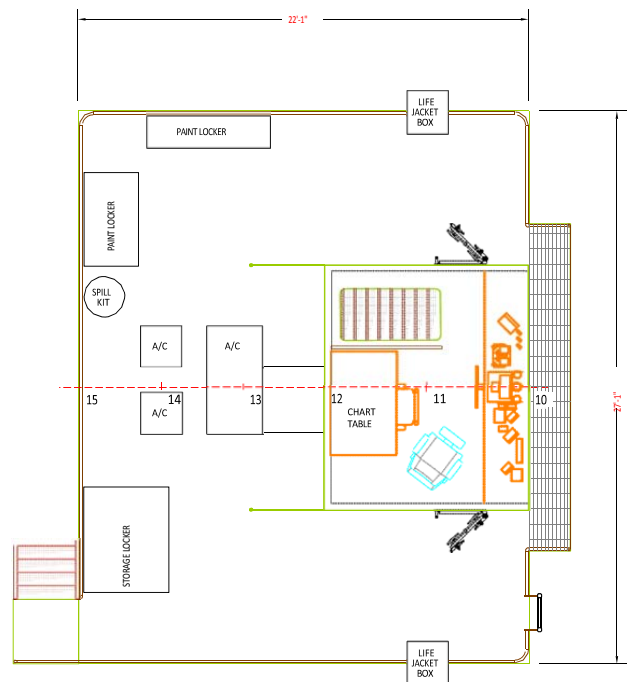 22'-1"
LIFE
JACKET
BOX
PAINT LOCKER
PAINT LOCKER
SPILL
KIT
A/C
A/C
15
14
13
12
11
10
27'-1"
A/C
CHART
TABLE
STORAGE LOCKER
LIFE
JACKET
BOX